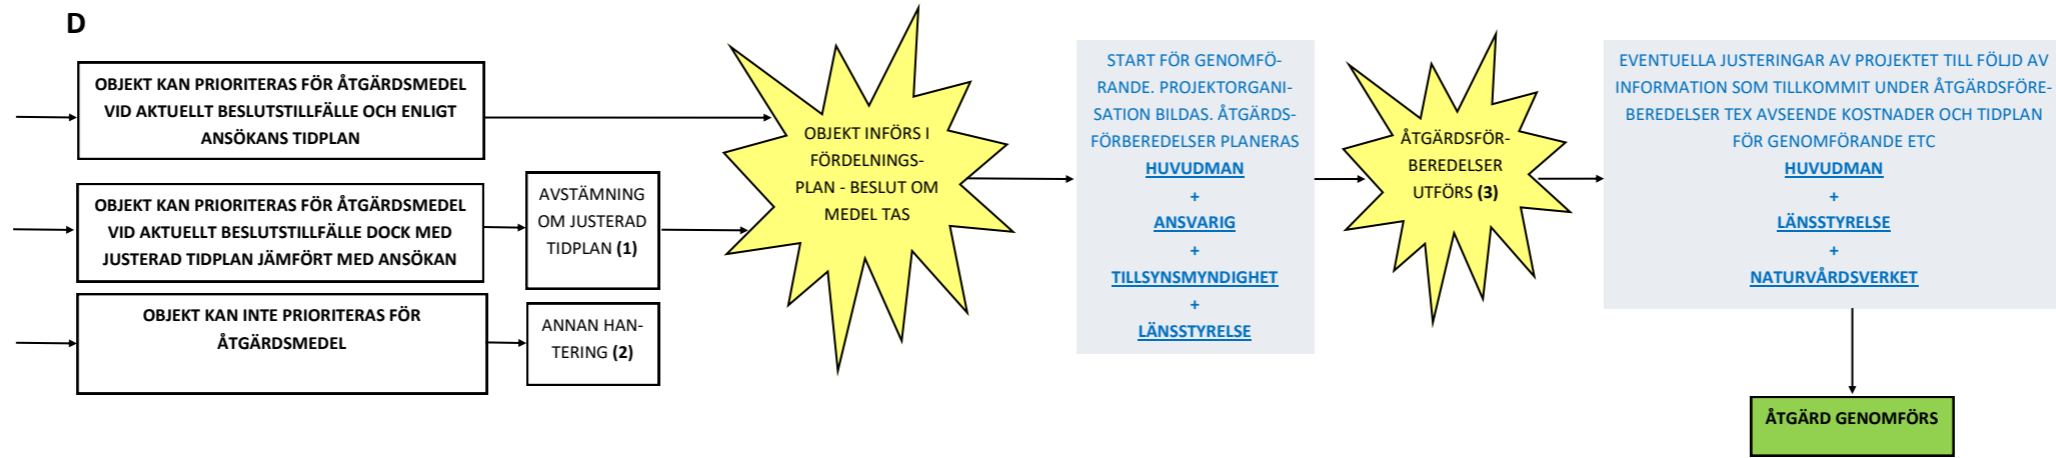 D
OBJEKT KAN PRIORITERAS FÖR ÅTGÄRDSMEDEL
VID AKTUELLT BESLUTSTILLFÄLLE OCH ENLIGT
ANSÖKANS TIDPLAN
OBJEKT KAN PRIORITERAS FÖR ÅTGÄRDSMEDEL
VID AKTUELLT BESLUTSTILLFÄLLE DOCK MED
JUSTERAD TIDPLAN JÄMFÖRT MED ANSÖKAN
OBJEKT KAN INTE PRIORITERAS FÖR
ÅTGÄRDSMEDEL
AVSTÄMNING
OM JUSTERAD
TIDPLAN (1)
ANNAN HAN-
TERING (2)
OBJEKT INFÖRS I
FÖRDELNINGS-
PLAN - BESLUT OM
MEDEL TAS
START FÖR GENOMFÖ-
RANDE. PROJEKTORGANI-
SATION BILDAS. ÅTGÄRDS-
FÖRBEREDELSER PLANERAS
HUVUDMAN
+
ANSVARIG
+
TILLSYNSMYNDIGHET
+
LÄNSSTYRELSE
ÅTGÄRDSFÖR-
BEREDELSER
UTFÖRS (3)
EVENTUELLA JUSTERINGAR AV PROJEKTET TILL FÖLJD AV
INFORMATION SOM TILLKOMMIT UNDER ÅTGÄRDSFÖRE-
BEREDELSER TEX AVSEENDE KOSTNADER OCH TIDPLAN
FÖR GENOMFÖRANDE ETC
HUVUDMAN
+
LÄNSTYRELSE
+
NATURVÅRDSVERKET
ÅTGÄRD GENOMFÖRS